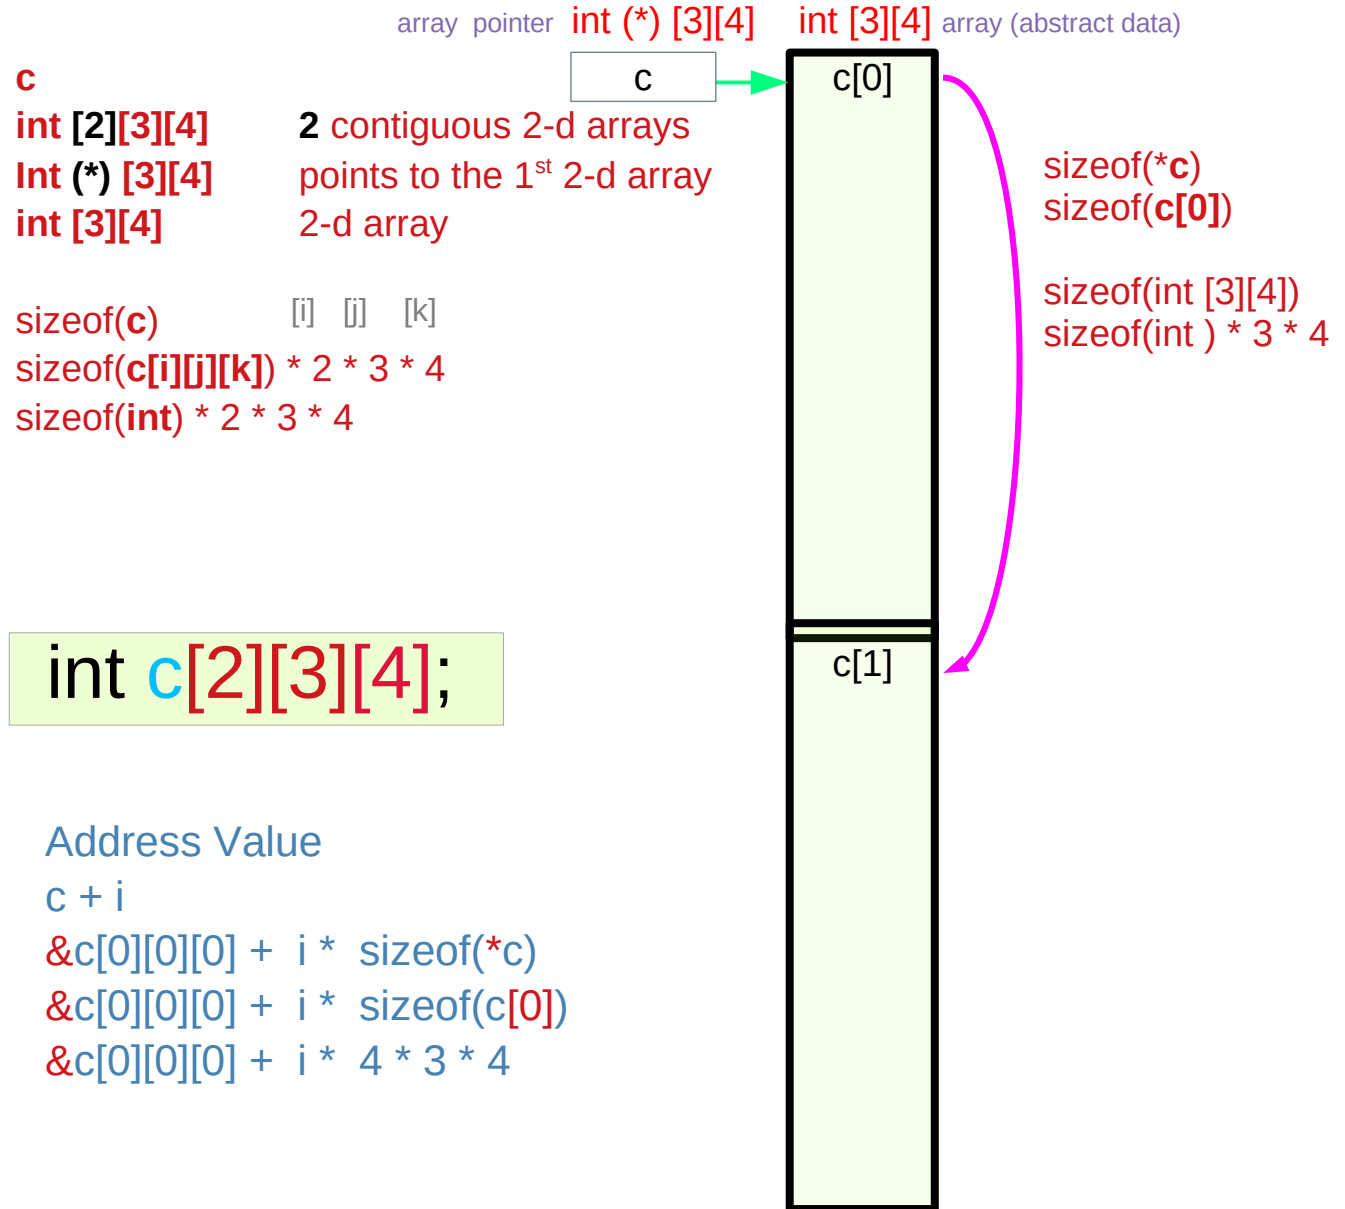 array pointer int (*) [3][4] int [3][4] array (abstract data)
c
c
c[0]
int [2][3][4] 2 contiguous 2-d arrays
Int (*) [3][4] points to the 1st 2-d array
int [3][4] 2-d array
sizeof(*c)
sizeof(c[0])
sizeof(int [3][4])
sizeof(int ) * 3 * 4
sizeof(c) [i] [j] [k]
sizeof(c[i][j][k]) * 2 * 3 * 4
sizeof(int) * 2 * 3 * 4
int c[2][3][4];
c[1]
Address Value
c + i
&c[0][0][0] + i * sizeof(*c)
&c[0][0][0] + i * sizeof(c[0])
&c[0][0][0] + i * 4 * 3 * 4